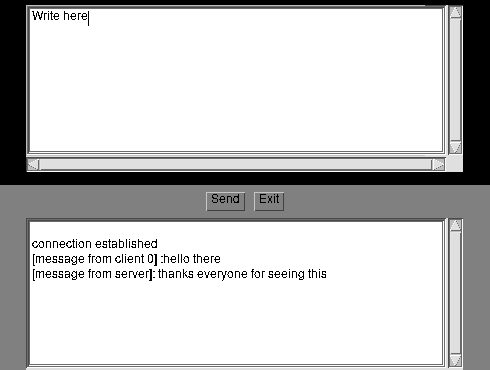 Write here
Send Exit
connection established
[message from client 0] :hello there
[message from server]: thanks everyone for seeing this